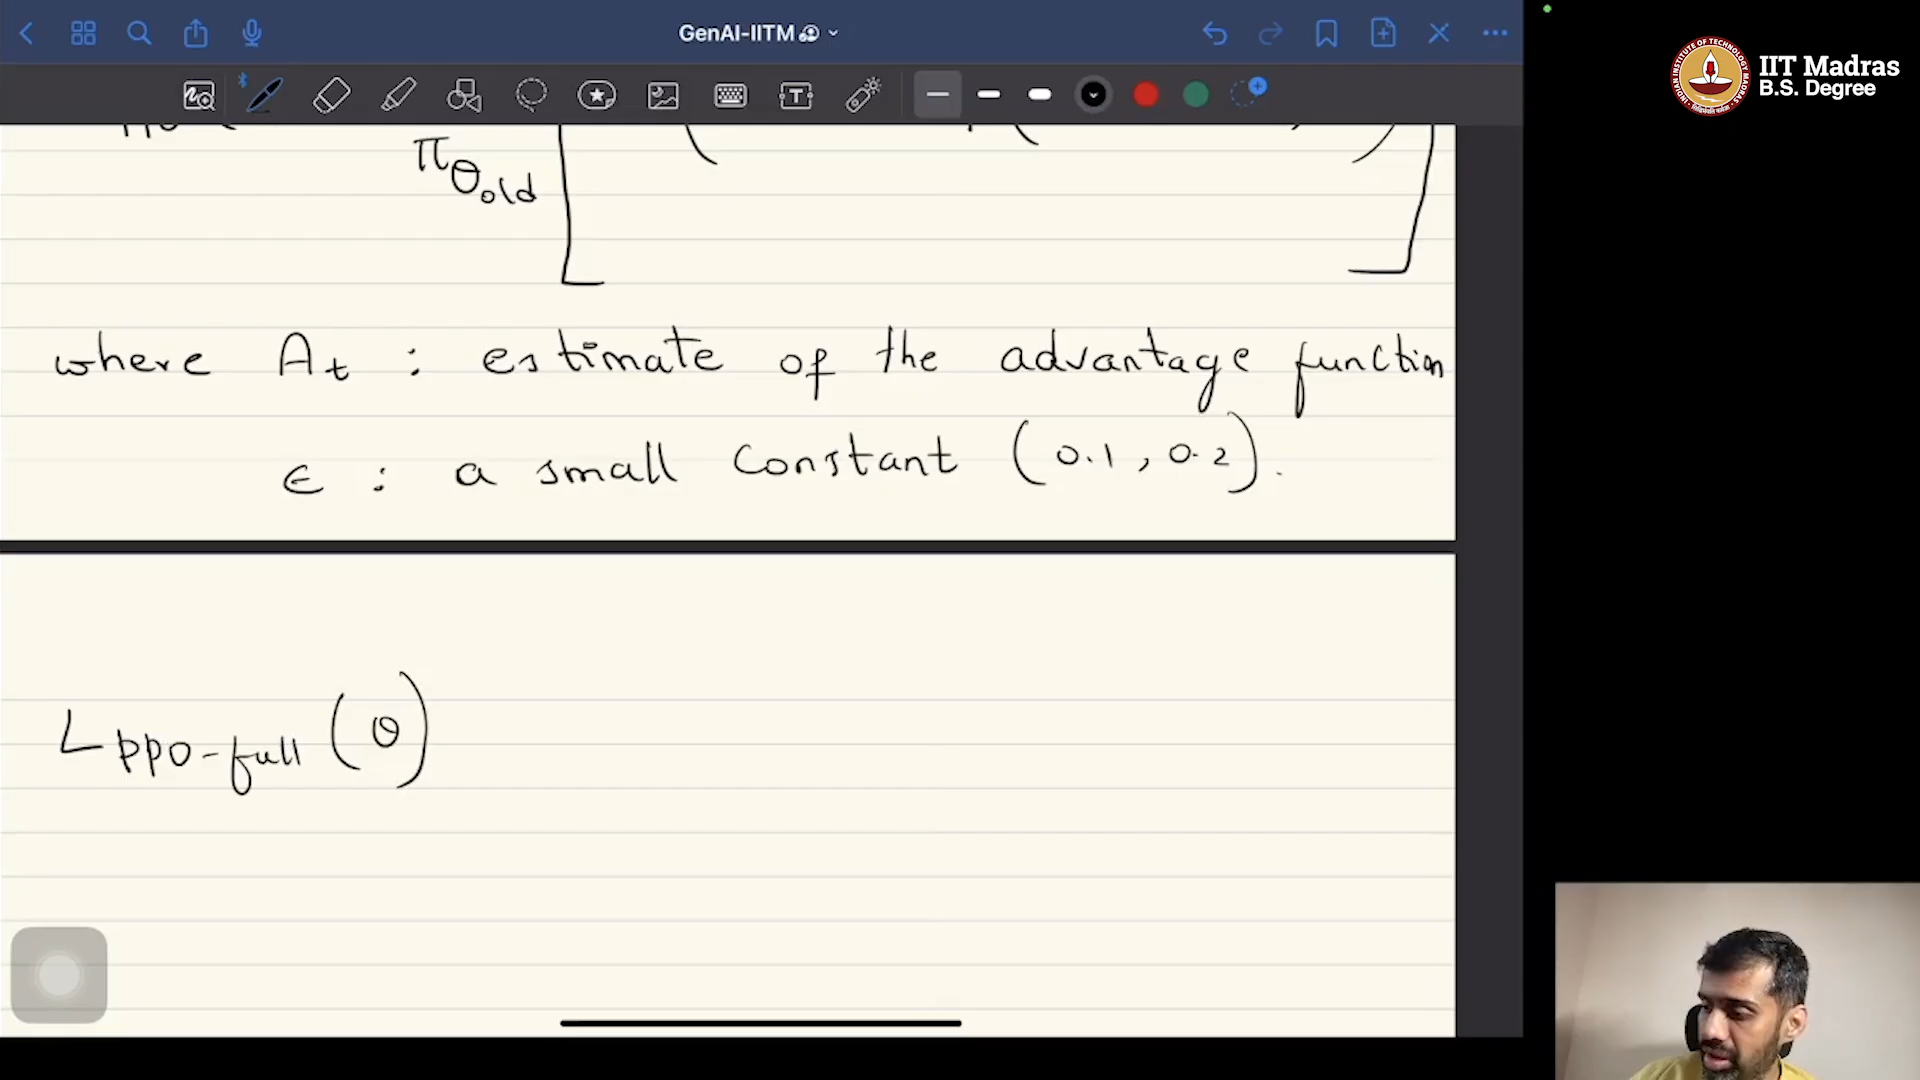 GenAI-IITM
IIT Madras
B.S. Degree
π_θ_old
where A_t : estimate of the advantage function
ϵ : a small constant (0.1, 0.2).
L_ppo-full (θ)